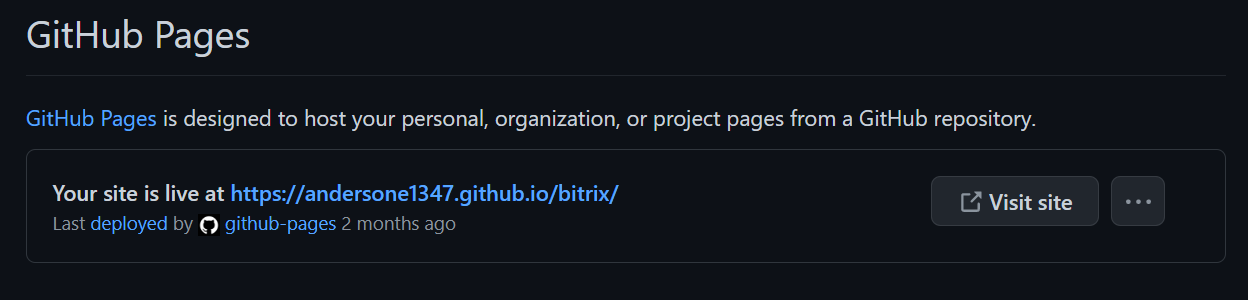 GitHub Pages
GitHub Pages is designed to host your personal, organization, or project pages from a GitHub repository.
Your site is live at https://andersone1347.github.io/bitrix/
Last deployed by github-pages 2 months ago
Visit site